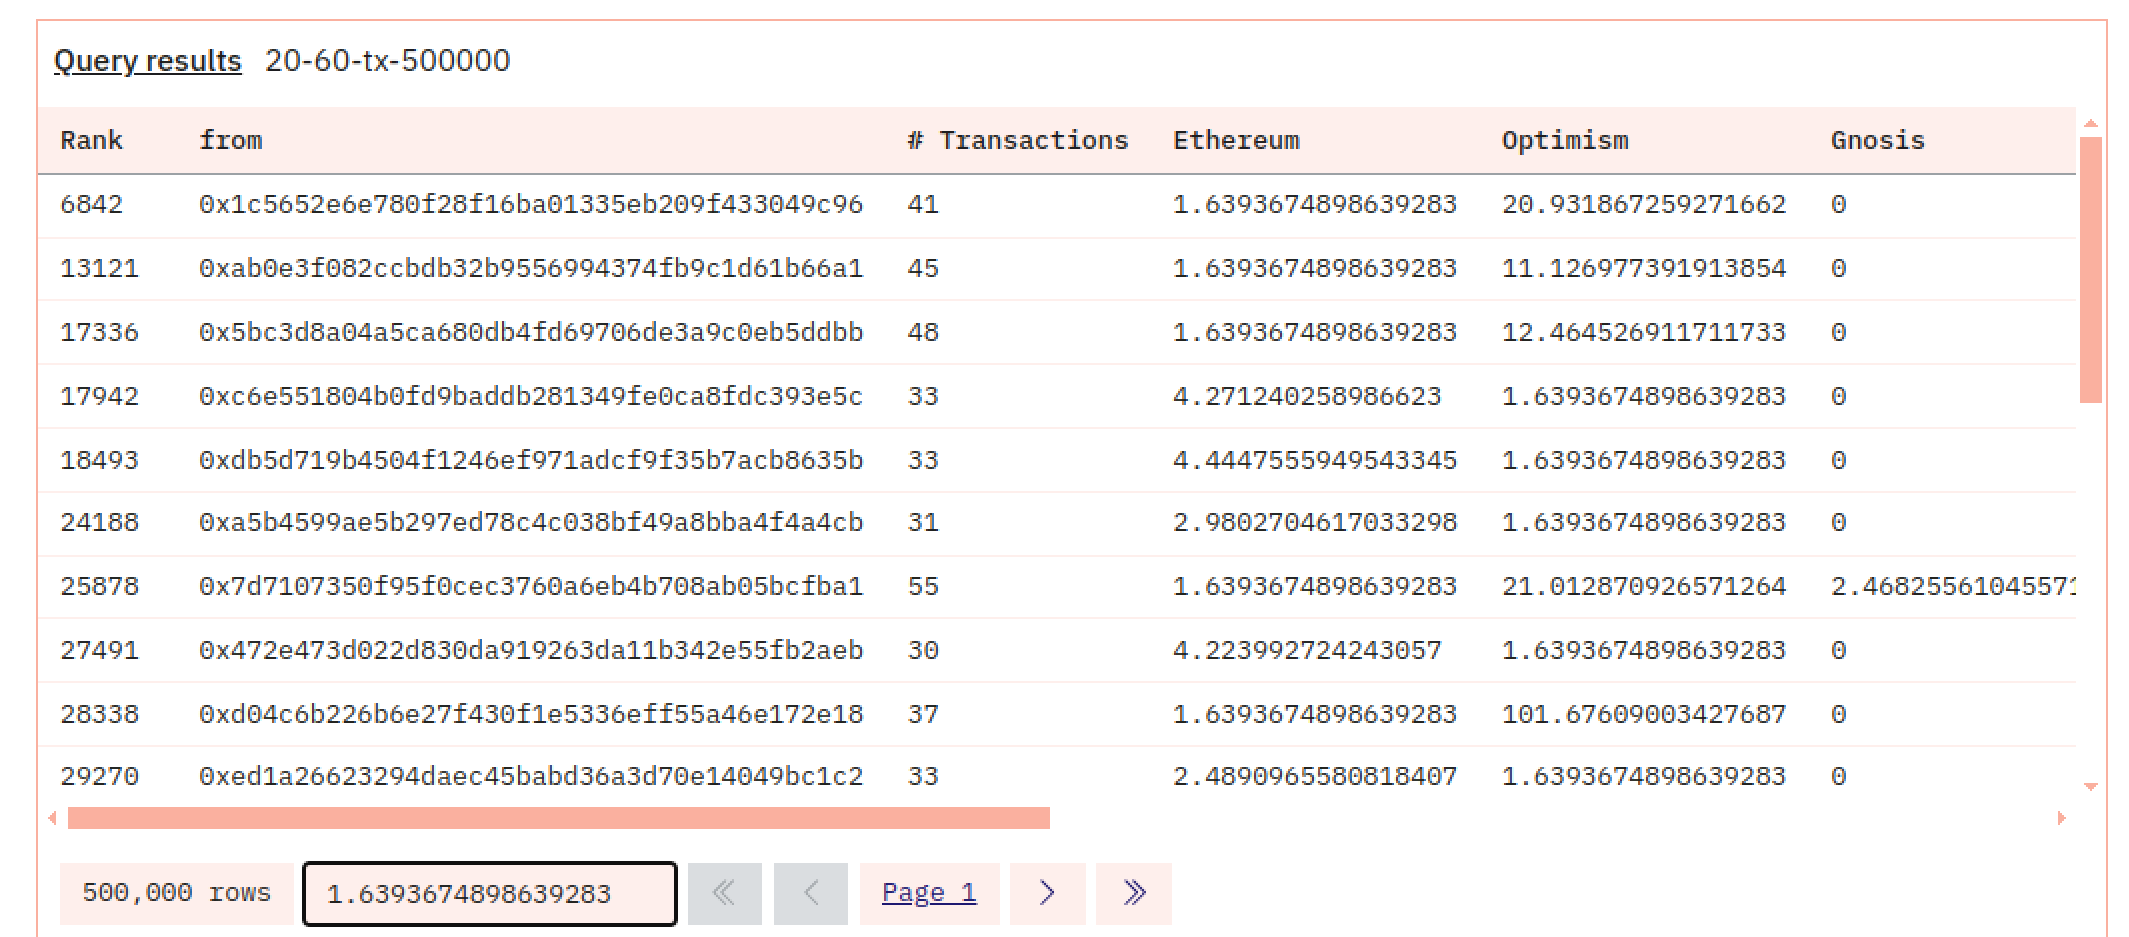 Query results 20-60-tx-500000
Rank from # Transactions Ethereum Optimism Gnosis
6842 0x1c5652e6e780f28f16ba01335eb209f433049c96 41 1.6393674898639283 20.931867259271662 0
13121 0xab0e3f082ccbdb32b9556994374fb9c1d61b66a1 45 1.6393674898639283 11.126977391913854 0
17336 0x5bc3d8a04a5ca680db4fd69706de3a9c0eb5ddbb 48 1.6393674898639283 12.464526911711733 0
17942 0xc6e551804b0fd9baddb281349fe0ca8fdc393e5c 33 4.271240258986623 1.6393674898639283 0
18493 0xdb5d719b4504f1246ef971adcf9f35b7acb8635b 33 4.4447555949543345 1.6393674898639283 0
24188 0xa5b4599ae5b297ed78c4c038bf49a8bba4f4a4cb 31 2.9802704617033298 1.6393674898639283 0
25878 0x7d7107350f95f0cec3760a6eb4b708ab05bcfba1 55 1.6393674898639283 21.012870926571264 2.46825561045571
27491 0x472e473d022d830da919263da11b342e55fb2aeb 30 4.223992724243057 1.6393674898639283 0
28338 0xd04c6b226b6e27f430f1e5336eff55a46e172e18 37 1.6393674898639283 101.67609003427687 0
29270 0xed1a26623294daec45babd36a3d70e14049bc1c2 33 2.4890965580818407 1.6393674898639283 0
500,000 rows 1.6393674898639283 Page 1